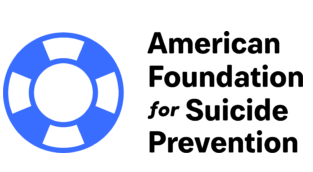 American
Foundation
for Suicide
Prevention